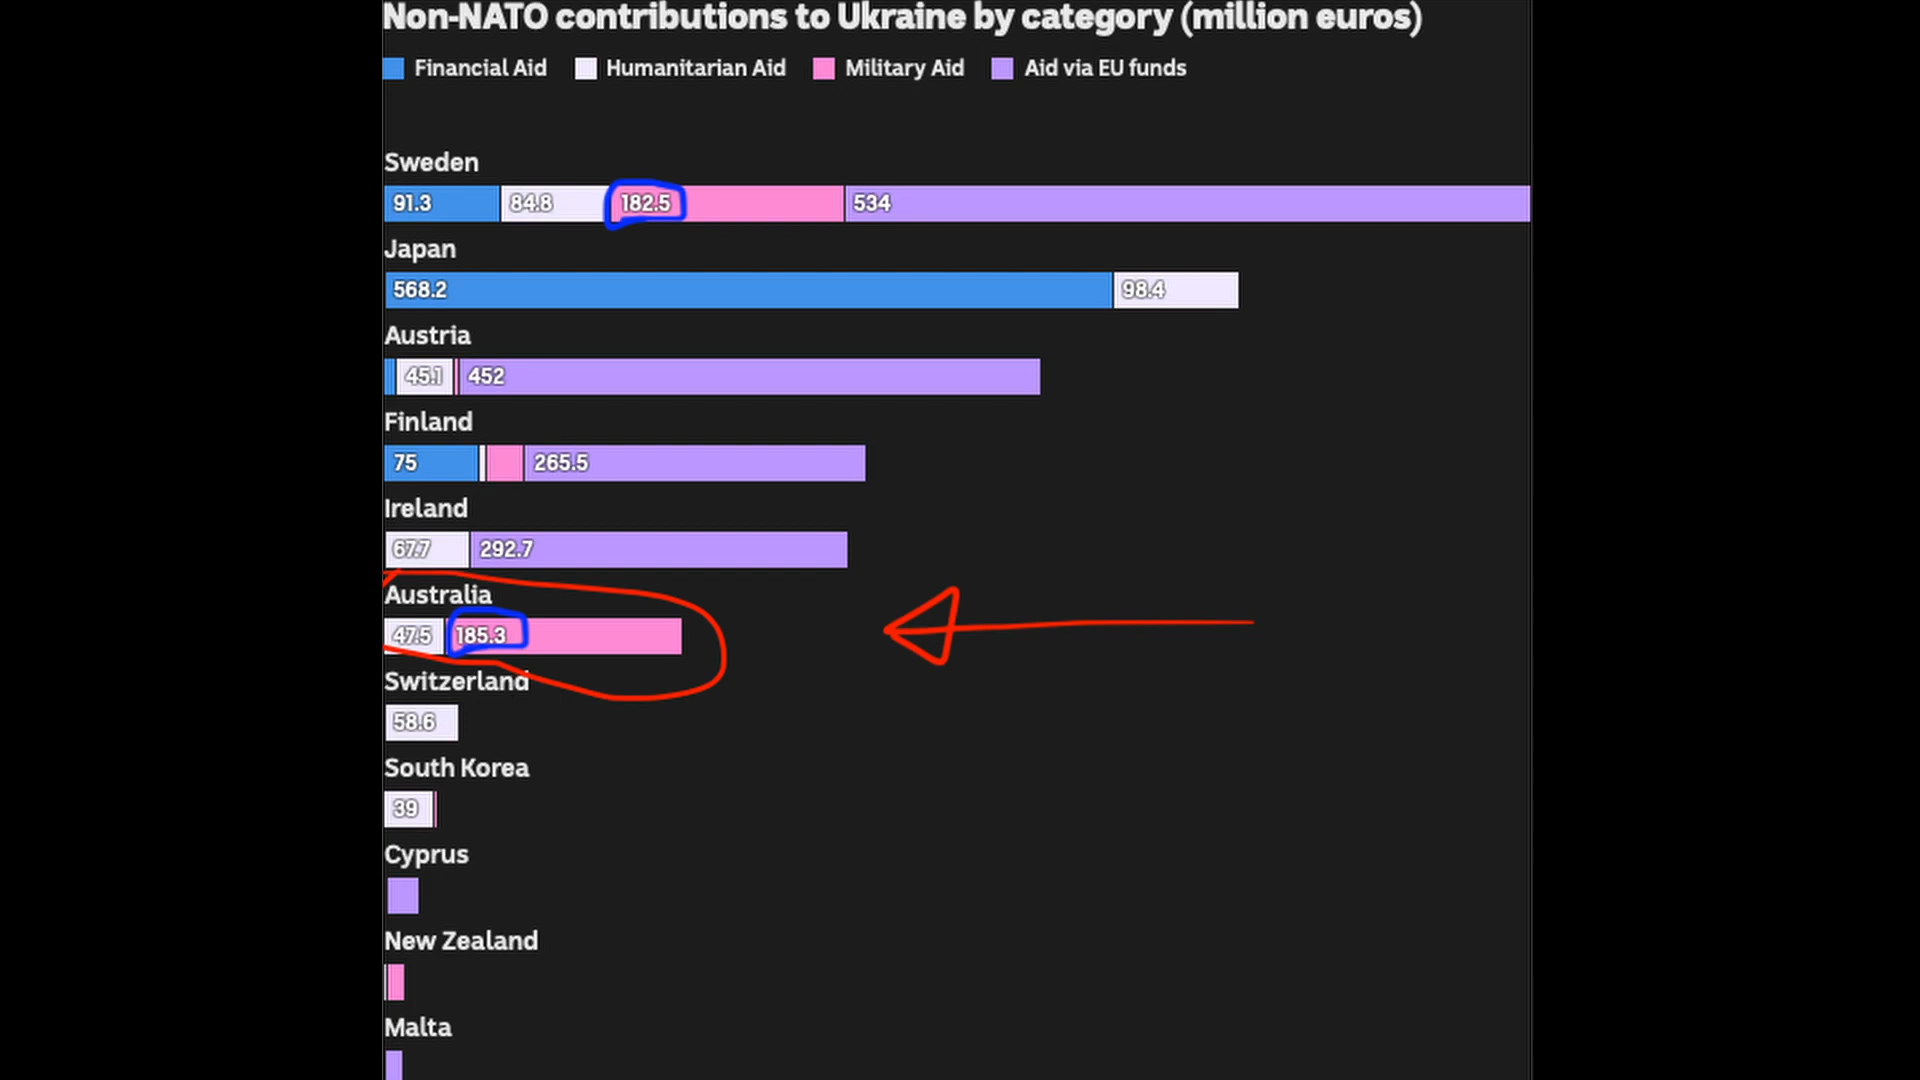 Non-NATO contributions to Ukraine by category (million euros)
Financial Aid Humanitarian Aid Military Aid Aid via EU funds
Sweden
91.3 84.8 182.5 534
Japan
568.2 98.4
Austria
45.1 452
Finland
75 265.5
Ireland
67.7 292.7
Australia
47.5 185.3
Switzerland
58.6
South Korea
39
Cyprus
New Zealand
Malta